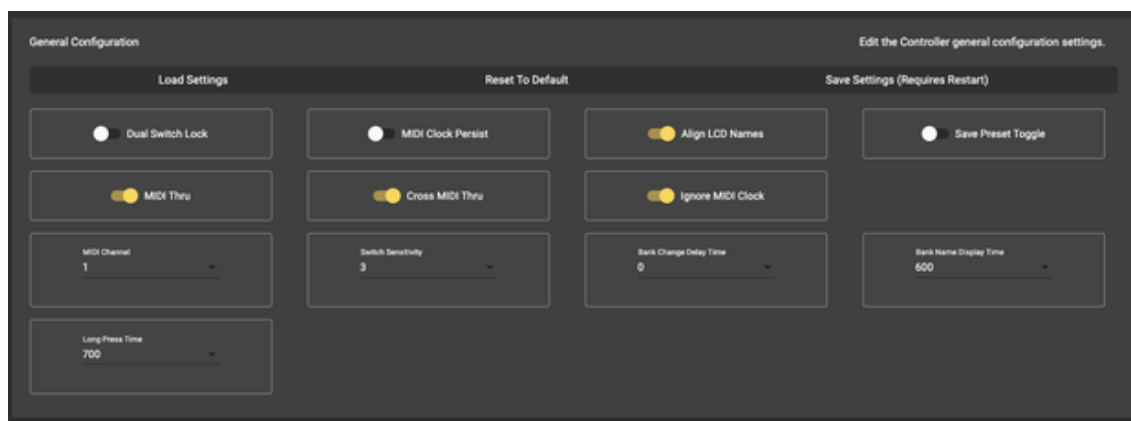 General Configuration
Edit the Controller general configuration settings.
Load Settings
Reset To Default
Save Settings (Requires Restart)
Dual Switch Lock
MIDI Clock Persist
Align LCD Names
Save Preset Toggle
MIDI Thru
Cross MIDI Thru
Ignore MIDI Clock
MIDI Channel
1
Switch Sensitivity
3
Bank Change Delay Time
0
Bank Name Display Time
600
Long Press Time
700